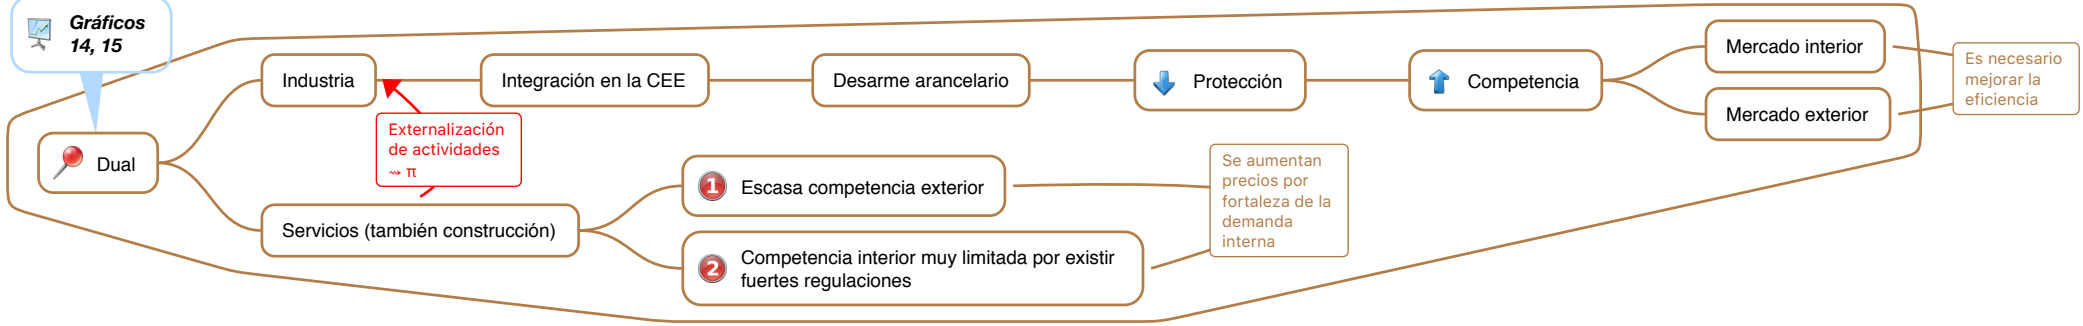 Gráficos
14, 15
Dual
Industria
Integración en la CEE
Desarme arancelario
Protección
Competencia
Mercado interior
Mercado exterior
Es necesario
mejorar la
eficiencia
Externalización
de actividades
⇝ π
Servicios (también construcción)
1
Escasa competencia exterior
2
Competencia interior muy limitada por existir
fuertes regulaciones
Se aumentan
precios por
fortaleza de la
demanda
interna